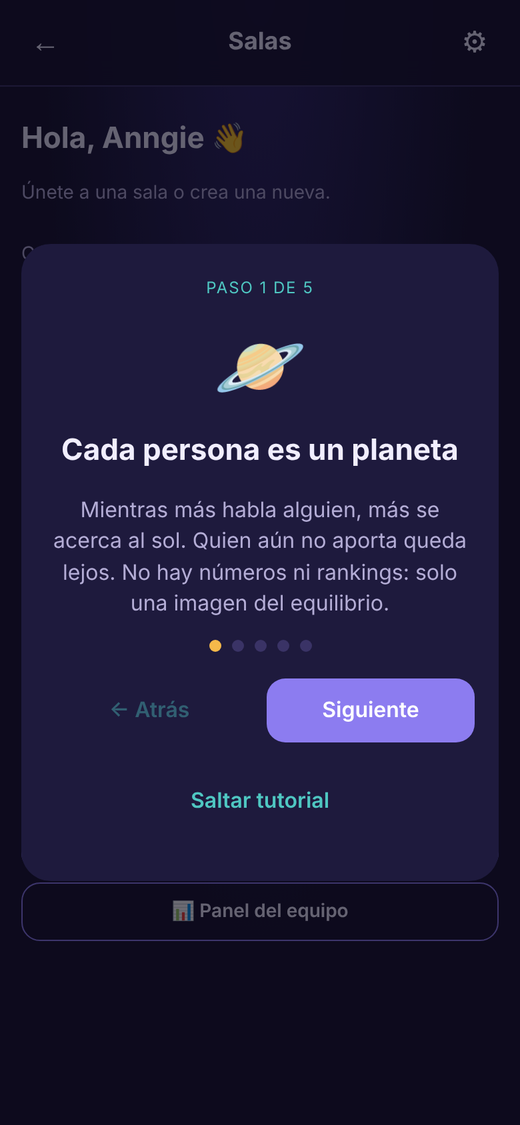 ← Salas ⚙
Hola, Anngie 👋
Únete a una sala o crea una nueva.
PASO 1 DE 5
Cada persona es un planeta
Mientras más habla alguien, más se
acerca al sol. Quien aún no aporta queda
lejos. No hay números ni rankings: solo
una imagen del equilibrio.
← Atrás
Siguiente
Saltar tutorial
📊 Panel del equipo